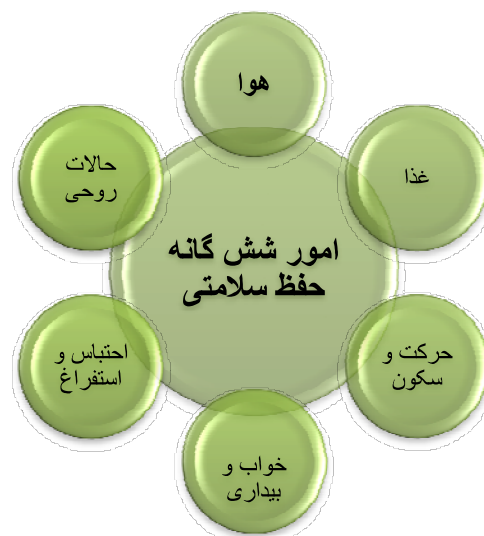 هوا
غذا
حرکت و
سکون
خواب و
بیداری
احتباس و
استفراغ
حالات
روحی
امور شش گانه
حفظ سلامتی